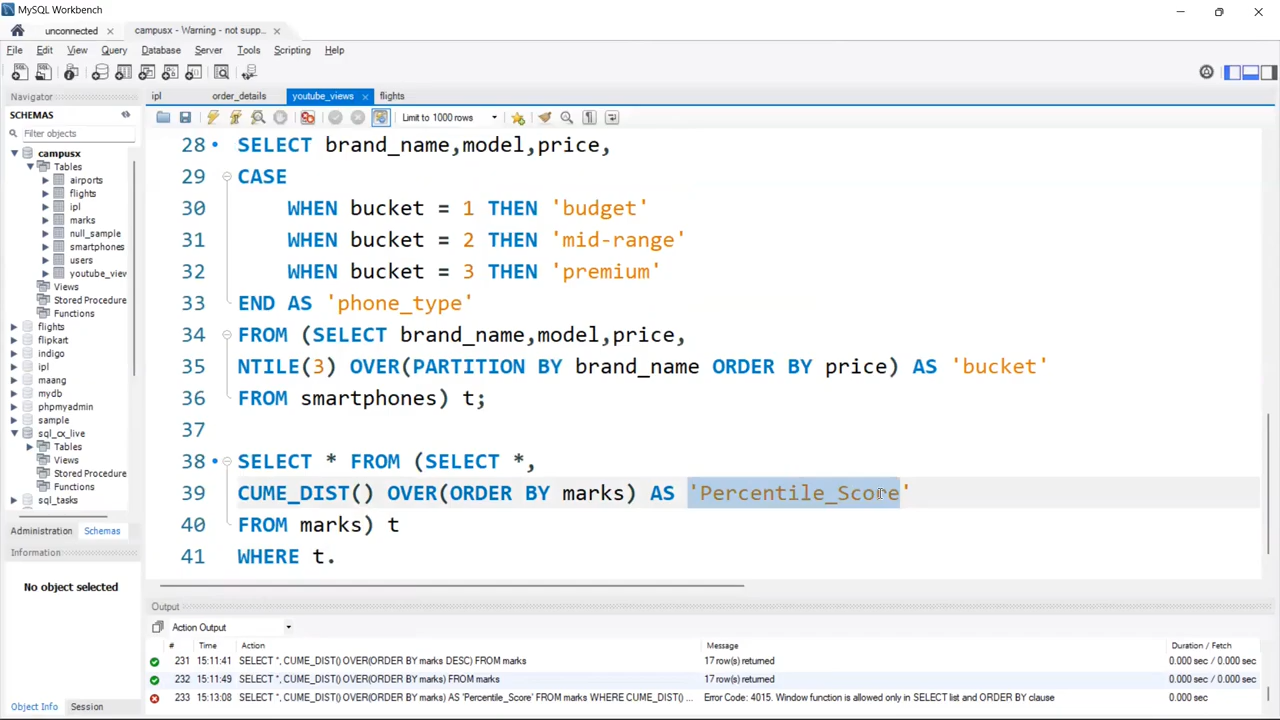 MySQL Workbench
unconnected
campusx - Warning - not supp...
File Edit View Query Database Server Tools Scripting Help
Navigator
ipl order_details youtube_views flights
SCHEMAS
Filter objects
Limit to 1000 rows
campusx
Tables
airports
flights
ipl
marks
null_sample
smartphones
users
youtube_view
Views
Stored Procedure
Functions
flights
flipkart
indigo
ipl
maang
mydb
phpmyadmin
sample
sql_cx_live
Tables
Views
Stored Procedure
Functions
sql_tasks
Administration Schemas
Information
No object selected
Object Info Session
28 SELECT brand_name,model,price,
29 CASE
30 WHEN bucket = 1 THEN 'budget'
31 WHEN bucket = 2 THEN 'mid-range'
32 WHEN bucket = 3 THEN 'premium'
33 END AS 'phone_type'
34 FROM (SELECT brand_name,model,price,
35 NTILE(3) OVER(PARTITION BY brand_name ORDER BY price) AS 'bucket'
36 FROM smartphones) t;
37
38 SELECT * FROM (SELECT *,
39 CUME_DIST() OVER(ORDER BY marks) AS 'Percentile_Score'
40 FROM marks) t
41 WHERE t.
Output
Action Output
# Time Action Message Duration / Fetch
231 15:11:41 SELECT *, CUME_DIST() OVER(ORDER BY marks DESC) FROM marks 17 row(s) returned 0.000 sec / 0.000 sec
232 15:11:49 SELECT *, CUME_DIST() OVER(ORDER BY marks) FROM marks 17 row(s) returned 0.000 sec / 0.000 sec
233 15:13:08 SELECT *, CUME_DIST() OVER(ORDER BY marks) AS 'Percentile_Score' FROM marks WHERE CUME_DIST() ... Error Code: 4015. Window function is allowed only in SELECT list and ORDER BY clause 0.000 sec